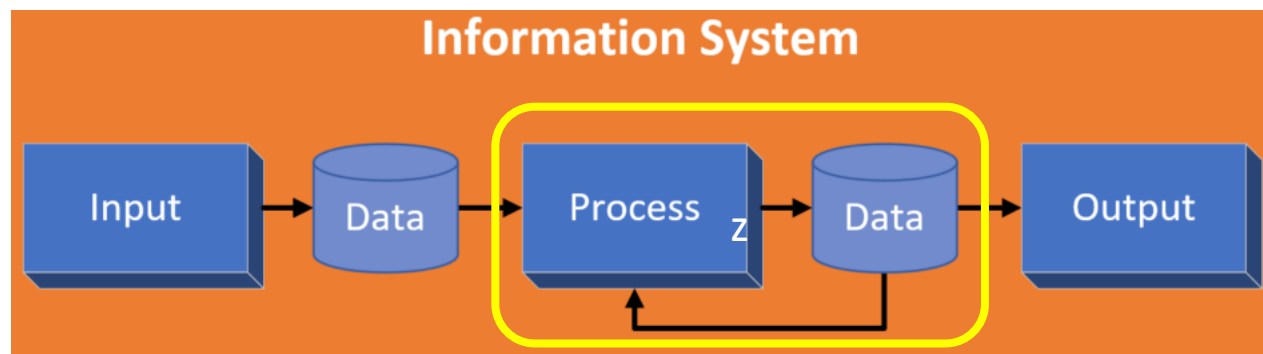 Information System
Input
Data
Process
z
Data
Output